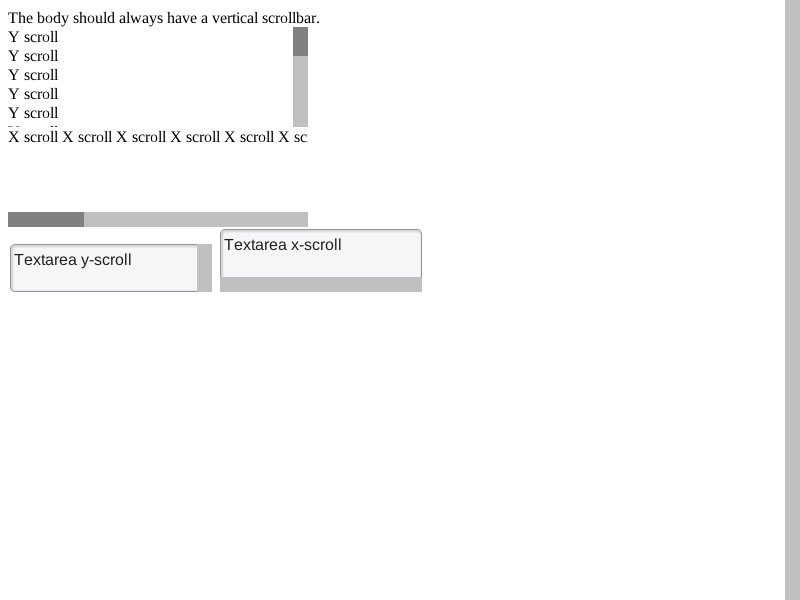 The body should always have a vertical scrollbar.
Y scroll
Y scroll
Y scroll
Y scroll
Y scroll
X scroll X scroll X scroll X scroll X scroll X sc
Textarea y-scroll
Textarea x-scroll